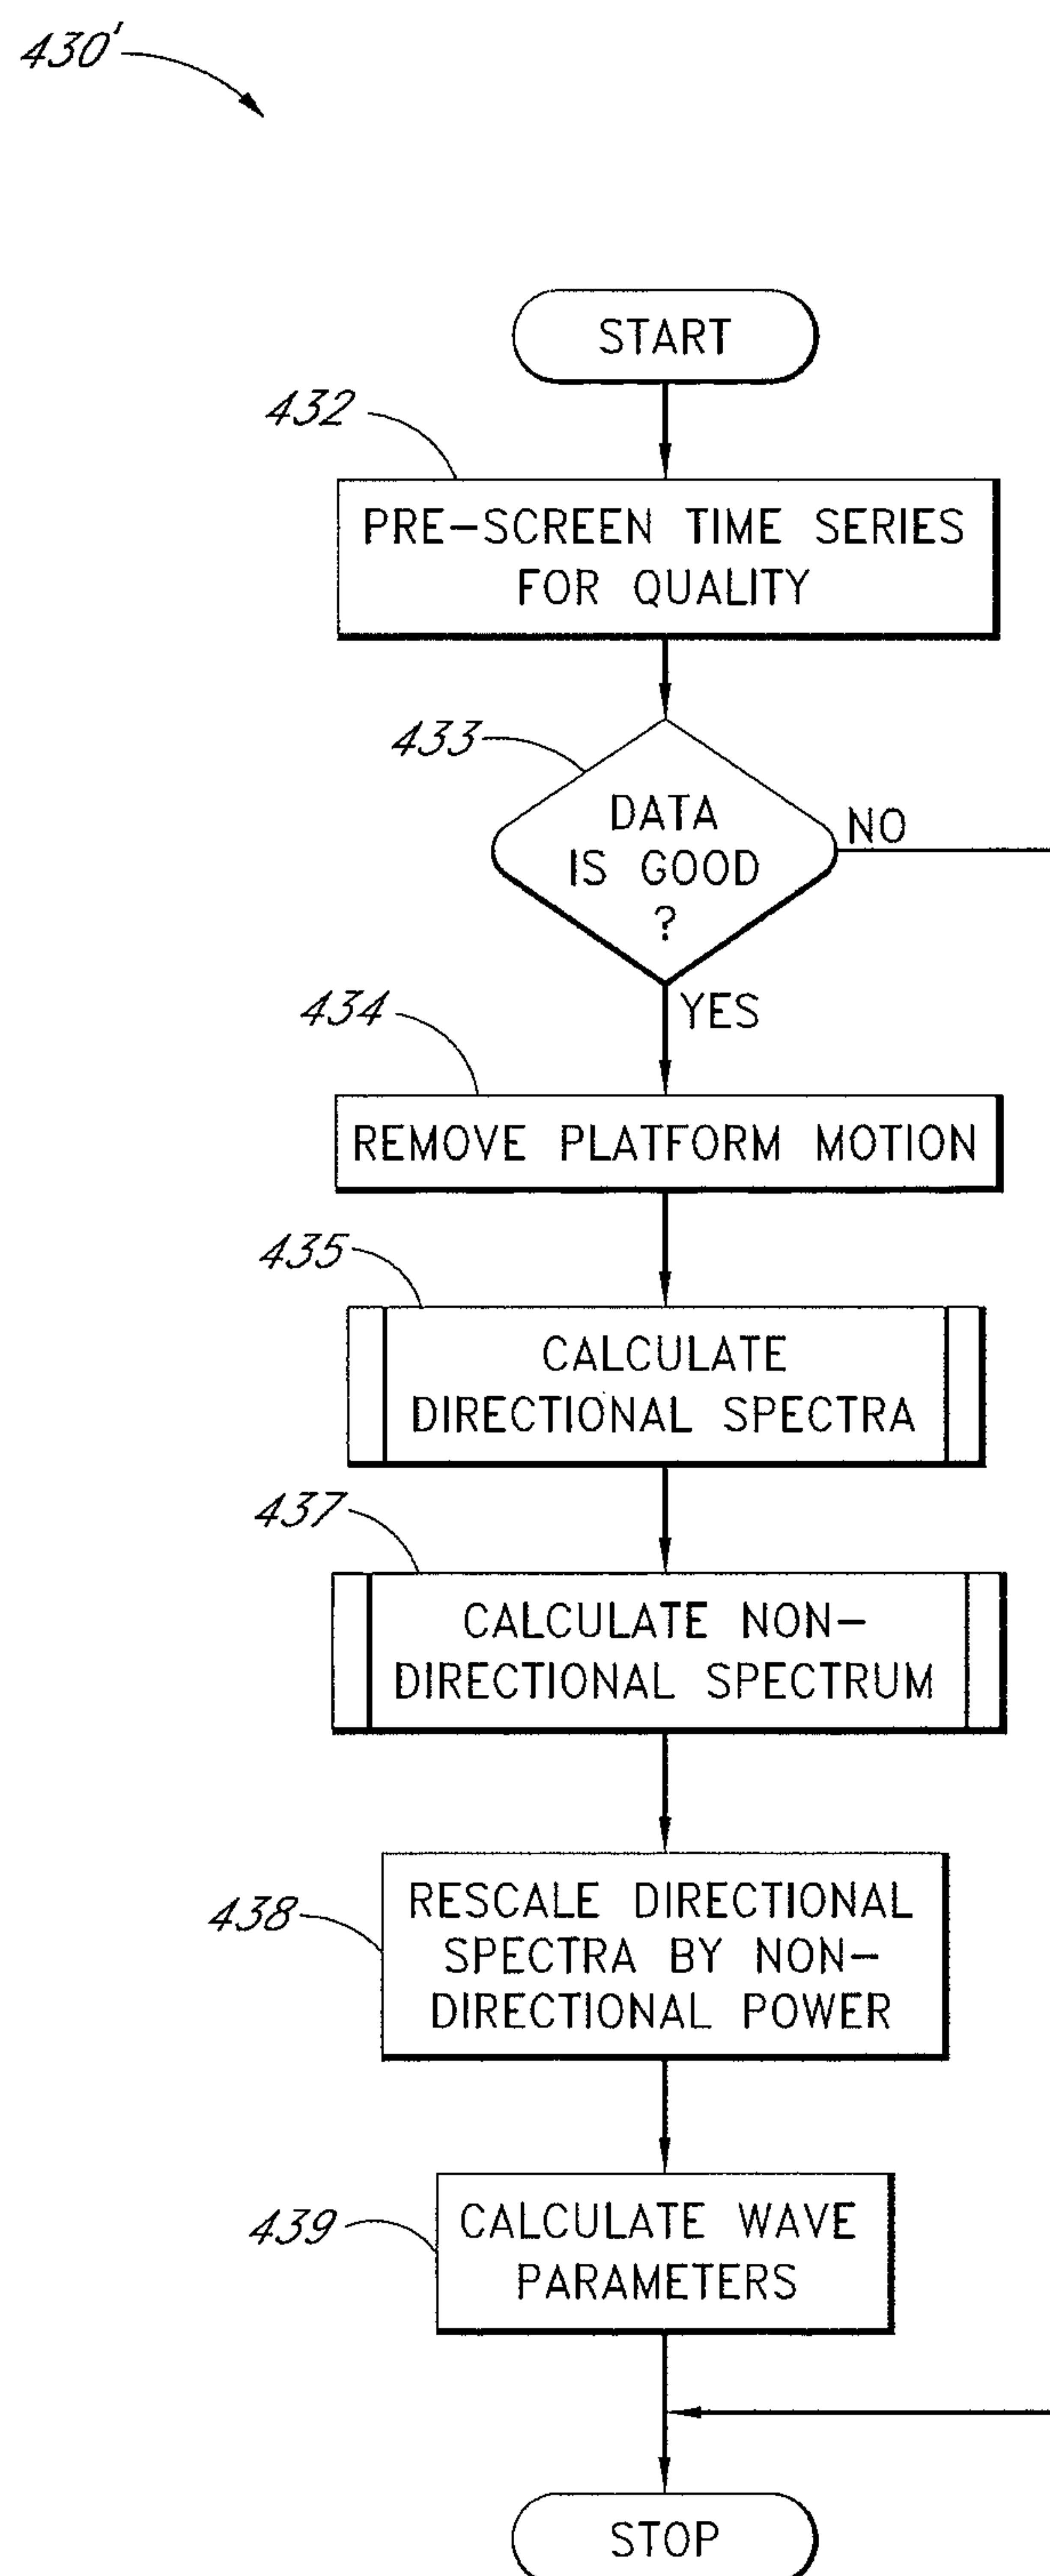 430'
START
432
PRE-SCREEN TIME SERIES
FOR QUALITY
433
DATA
IS GOOD
?
NO
YES
434
REMOVE PLATFORM MOTION
435
CALCULATE
DIRECTIONAL SPECTRA
437
CALCULATE NON-
DIRECTIONAL SPECTRUM
438
RESCALE DIRECTIONAL
SPECTRA BY NON-
DIRECTIONAL POWER
439
CALCULATE WAVE
PARAMETERS
STOP